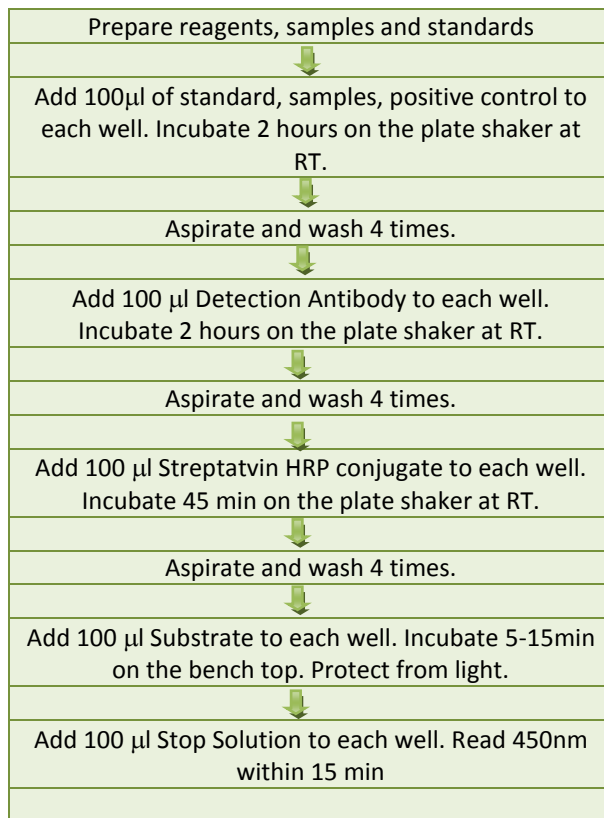 Prepare reagents, samples and standards
Add 100μl of standard, samples, positive control to
each well. Incubate 2 hours on the plate shaker at
RT.
Aspirate and wash 4 times.
Add 100 μl Detection Antibody to each well.
Incubate 2 hours on the plate shaker at RT.
Aspirate and wash 4 times.
Add 100 μl Streptatvin HRP conjugate to each well.
Incubate 45 min on the plate shaker at RT.
Aspirate and wash 4 times.
Add 100 μl Substrate to each well. Incubate 5-15min
on the bench top. Protect from light.
Add 100 μl Stop Solution to each well. Read 450nm
within 15 min